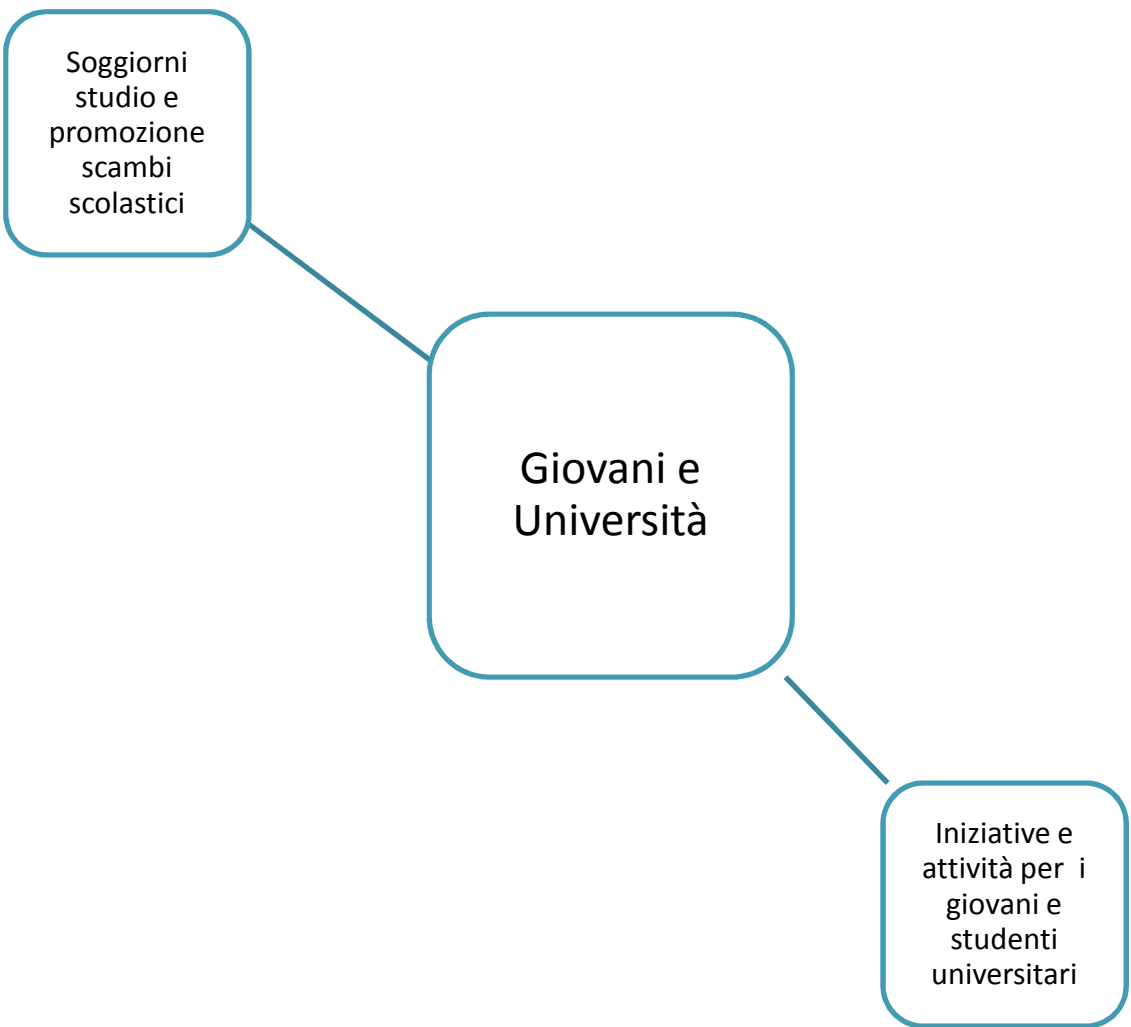 Soggiorni
studio e
promozione
scambi
scolastici
Giovani e
Università
Iniziative e
attività per  i
giovani e
studenti
universitari